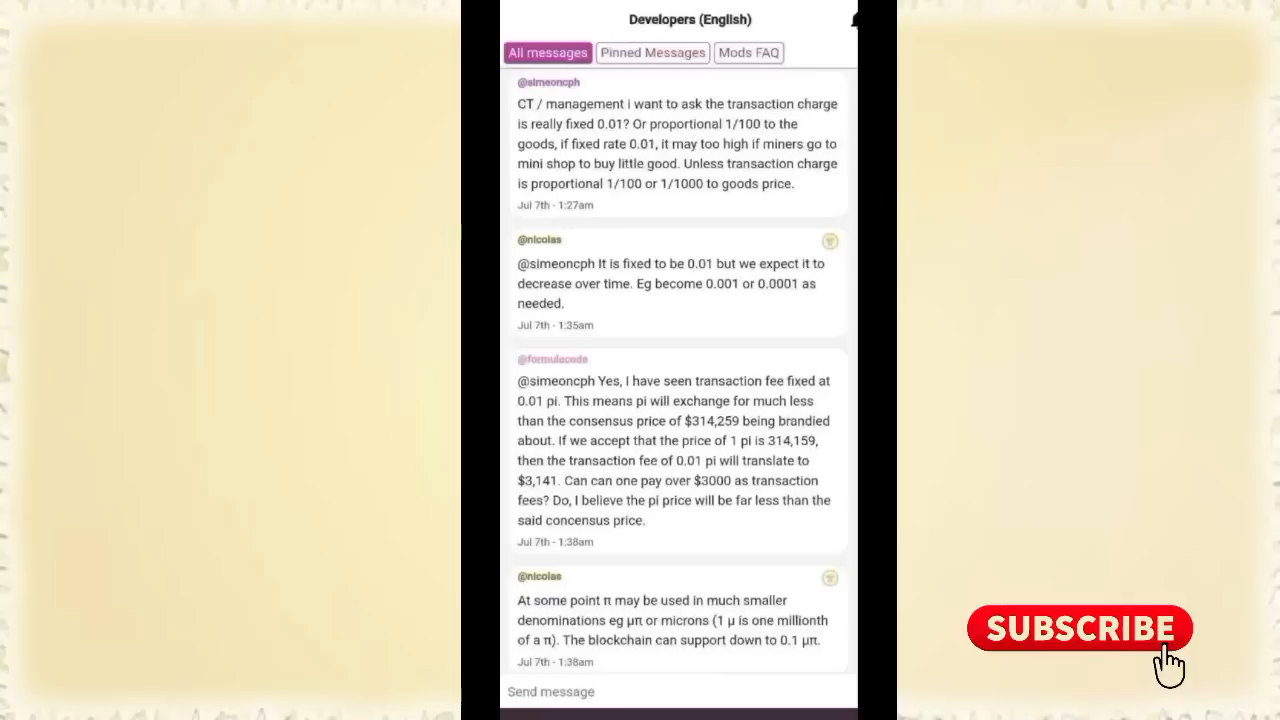 Developers (English)
All messages Pinned Messages Mods FAQ
@simeoncph
CT / management i want to ask the transaction charge
is really fixed 0.01? Or proportional 1/100 to the
goods, if fixed rate 0.01, it may too high if miners go to
mini shop to buy little good. Unless transaction charge
is proportional 1/100 or 1/1000 to goods price.
Jul 7th - 1:27am
@nicolas
@simeoncph It is fixed to be 0.01 but we expect it to
decrease over time. Eg become 0.001 or 0.0001 as
needed.
Jul 7th - 1:35am
@formulacode
@simeoncph Yes, I have seen transaction fee fixed at
0.01 pi. This means pi will exchange for much less
than the consensus price of $314,259 being brandied
about. If we accept that the price of 1 pi is 314,159,
then the transaction fee of 0.01 pi will translate to
$3,141. Can can one pay over $3000 as transaction
fees? Do, I believe the pi price will be far less than the
said concensus price.
Jul 7th - 1:38am
@nicolas
At some point π may be used in much smaller
denominations eg μπ or microns (1 μ is one millionth
of a π). The blockchain can support down to 0.1 μπ.
Jul 7th - 1:38am
Send message
SUBSCRIBE